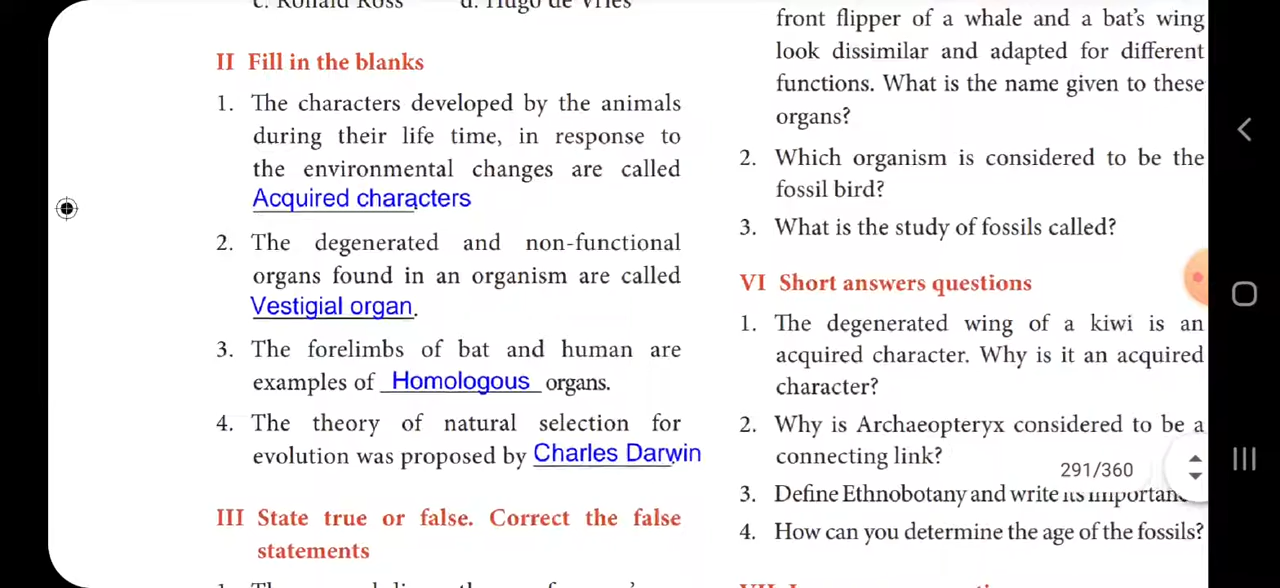 c. Ronald Ross d. Hugo de Vries
II Fill in the blanks
1. The characters developed by the animals
during their life time, in response to
the environmental changes are called
Acquired characters
2. The degenerated and non-functional
organs found in an organism are called
Vestigial organ.
3. The forelimbs of bat and human are
examples of Homologous organs.
4. The theory of natural selection for
evolution was proposed by Charles Darwin.
III State true or false. Correct the false
statements
front flipper of a whale and a bat's wing
look dissimilar and adapted for different
functions. What is the name given to these
organs?
2. Which organism is considered to be the
fossil bird?
3. What is the study of fossils called?
VI Short answers questions
1. The degenerated wing of a kiwi is an
acquired character. Why is it an acquired
character?
2. Why is Archaeopteryx considered to be a
connecting link?
3. Define Ethnobotany and write its
4. How can you determine the age of the fossils?
291/360